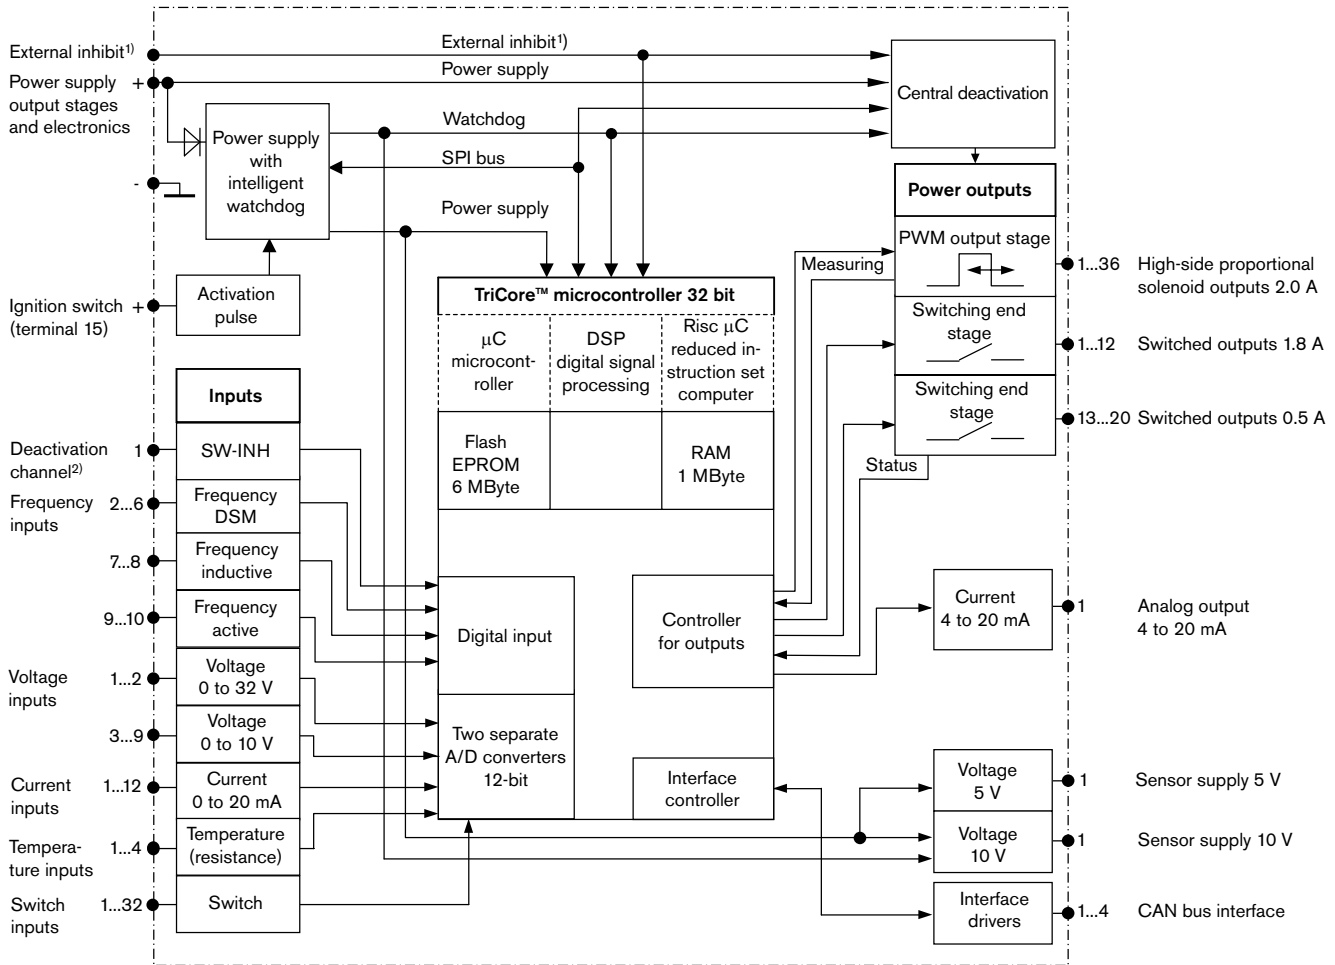 External inhibit1)
Power supply +
output stages
and electronics
-
Ignition switch +
(terminal 15)
External inhibit1)
Power supply
Watchdog
SPI bus
Power supply
Power supply
with
intelligent
watchdog
Activation
pulse
Central deactivation
Power outputs
PWM output stage
Measuring
1...36 High-side proportional
solenoid outputs 2.0 A
Switching end
stage
1...12 Switched outputs 1.8 A
Switching end
stage
13...20 Switched outputs 0.5 A
Status
TriCore™ microcontroller 32 bit
µC
microcont-
roller
DSP
digital signal
processing
Risc µC
reduced in-
struction set
computer
Flash
EPROM
6 MByte
RAM
1 MByte
Inputs
Deactivation 1
channel2)
SW-INH
Frequency 2...6
inputs
Frequency
DSM
7...8
Frequency
inductive
9...10
Frequency
active
Voltage 1...2
inputs
Voltage
0 to 32 V
3...9
Voltage
0 to 10 V
Current 1...12
inputs
Current
0 to 20 mA
Tempera- 1...4
ture inputs
Temperature
(resistance)
Switch 1...32
inputs
Switch
Digital input
Two separate
A/D converters
12-bit
Controller
for outputs
Interface
controller
Current
4 to 20 mA
1 Analog output
4 to 20 mA
Voltage
5 V
1 Sensor supply 5 V
Voltage
10 V
1 Sensor supply 10 V
Interface
drivers
1...4 CAN bus interface